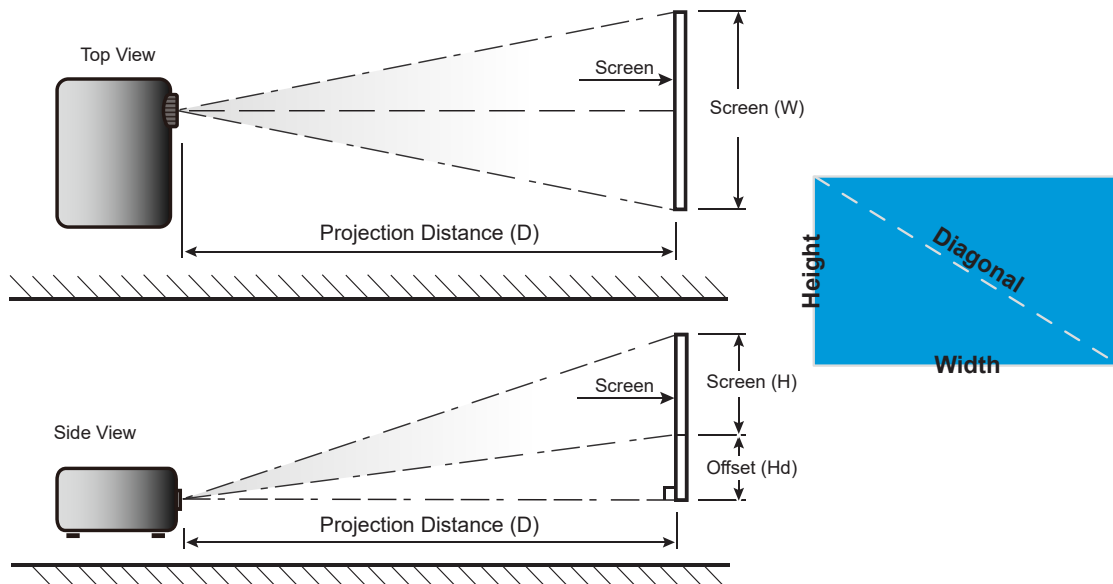 Top View
Screen
Screen (W)
Projection Distance (D)
Height
Diagonal
Width
Side View
Screen
Screen (H)
Offset (Hd)
Projection Distance (D)